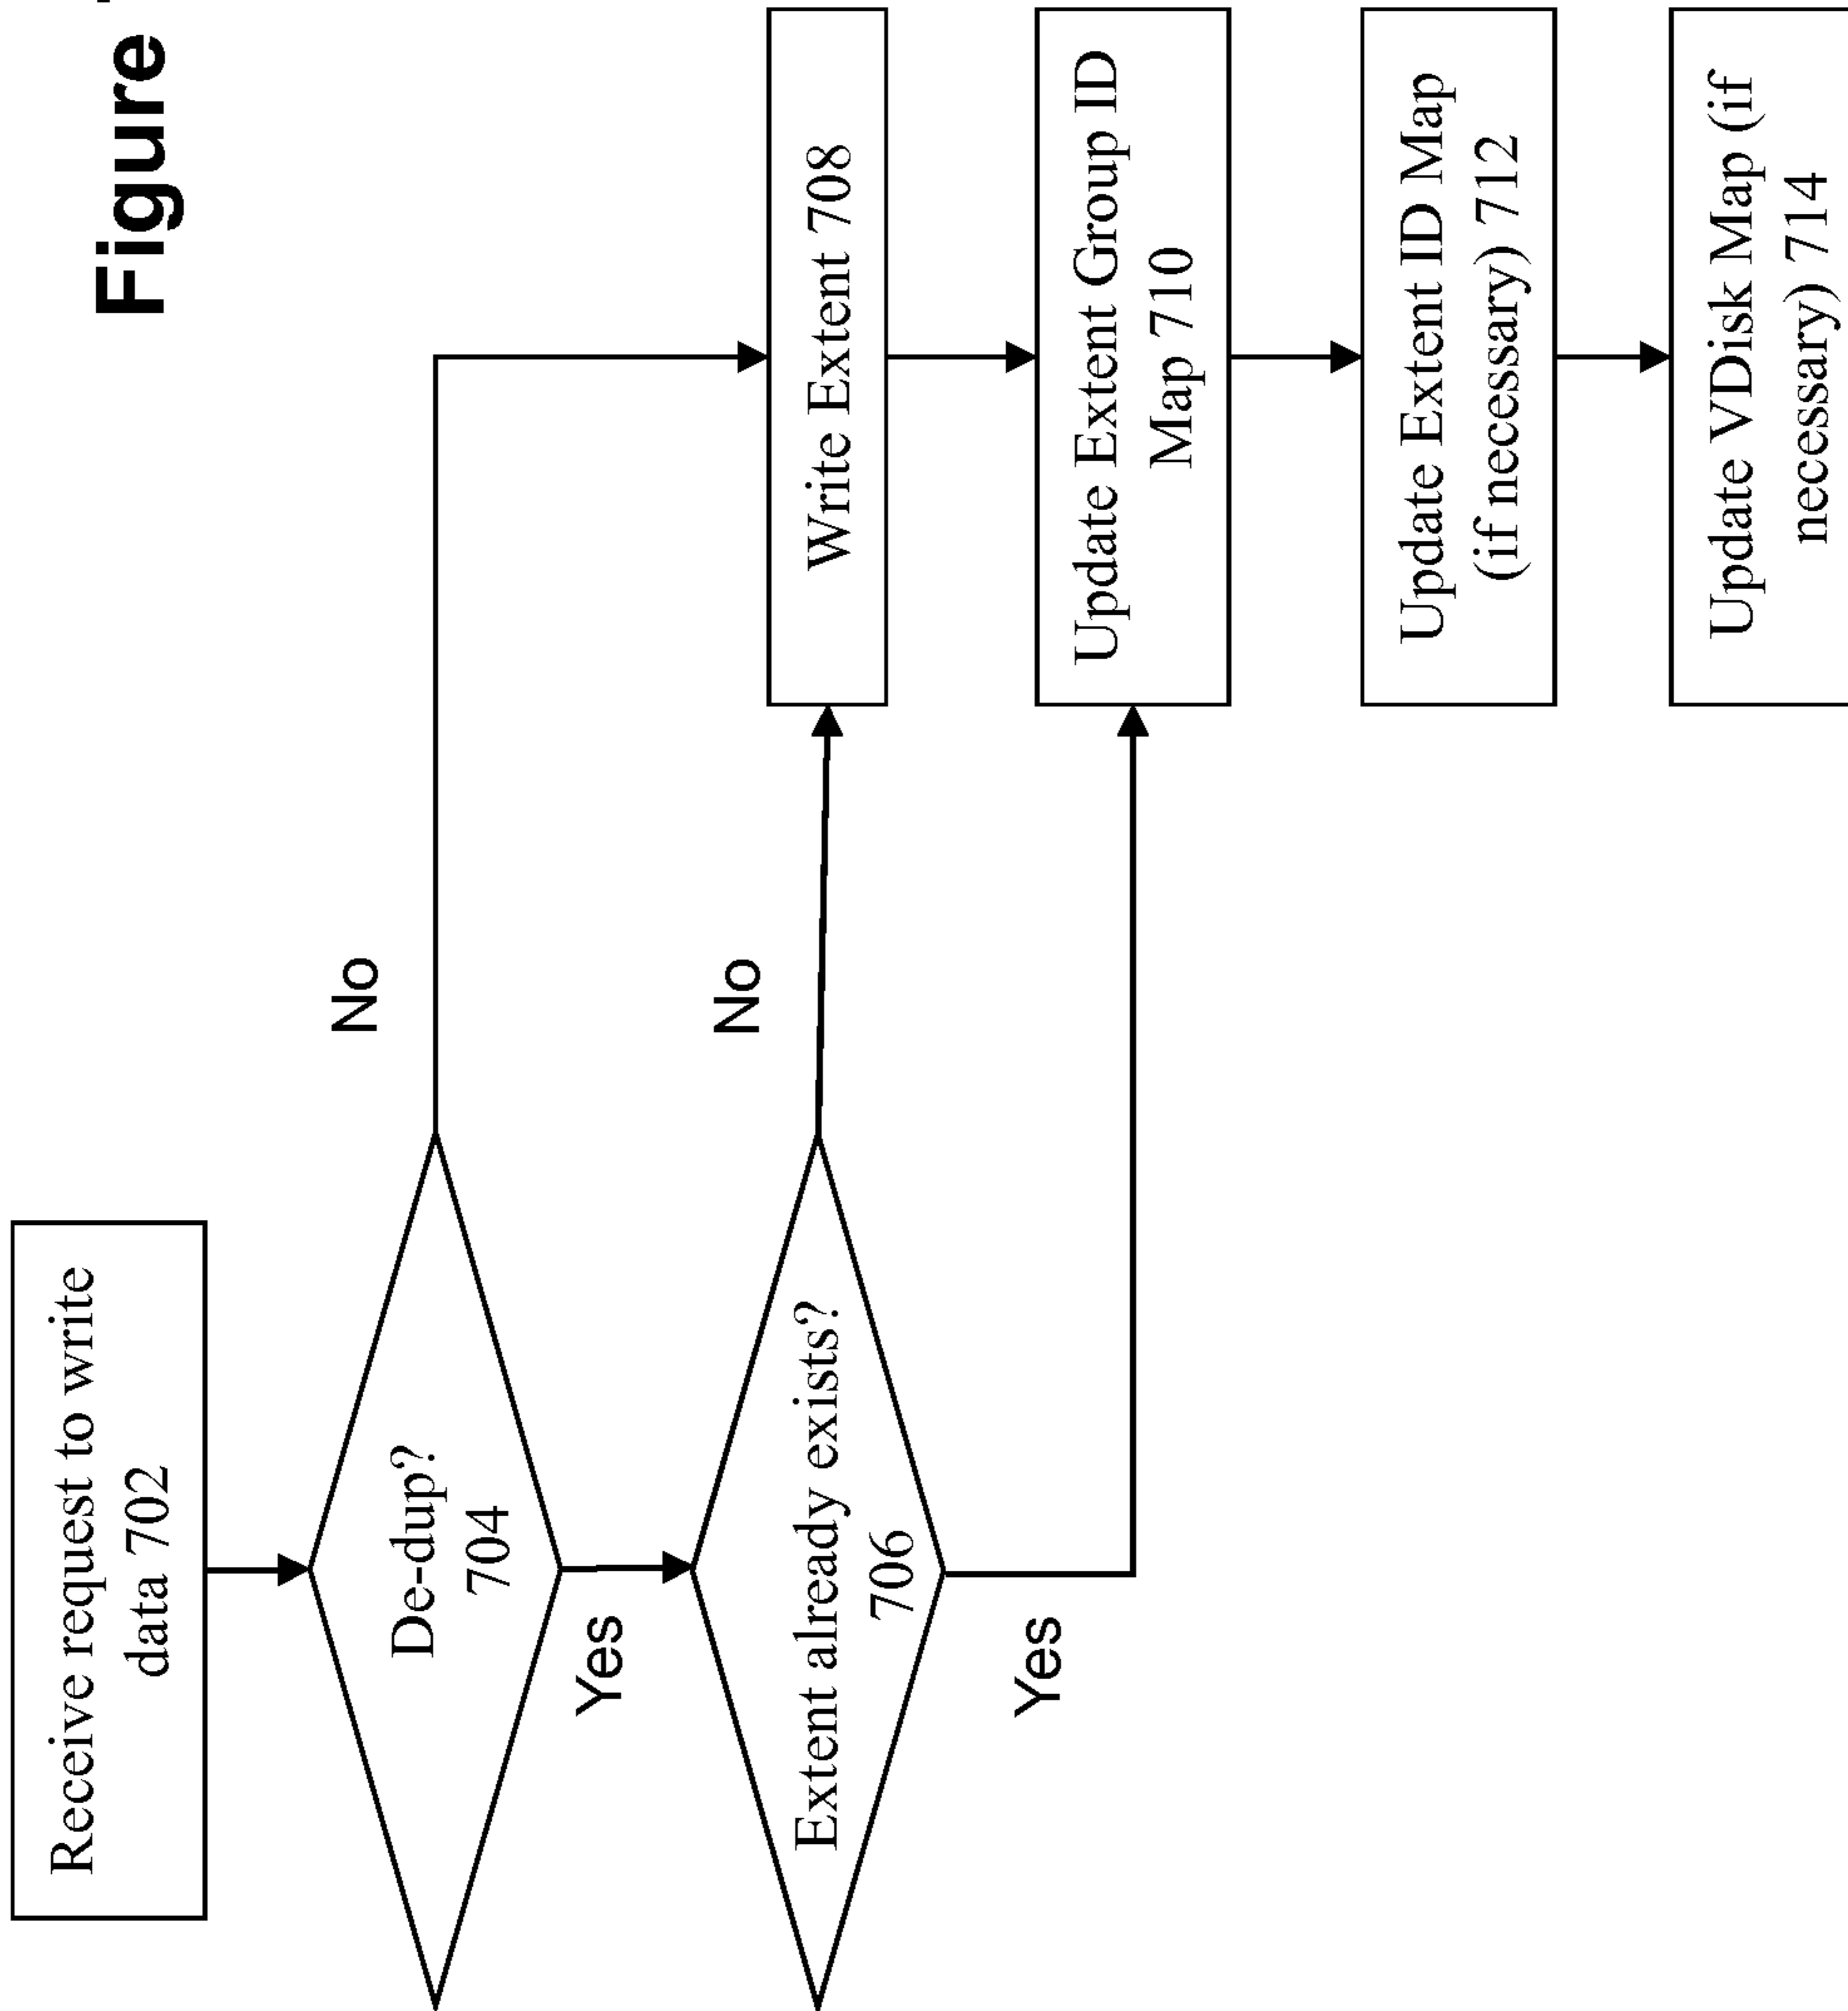 Figure
Receive request to write
data 702
De-dup?
704
No
Yes
Extent already exists?
706
No
Yes
Write Extent 708
Update Extent Group ID
Map 710
Update Extent ID Map
(if necessary) 712
Update VDisk Map (if
necessary) 714